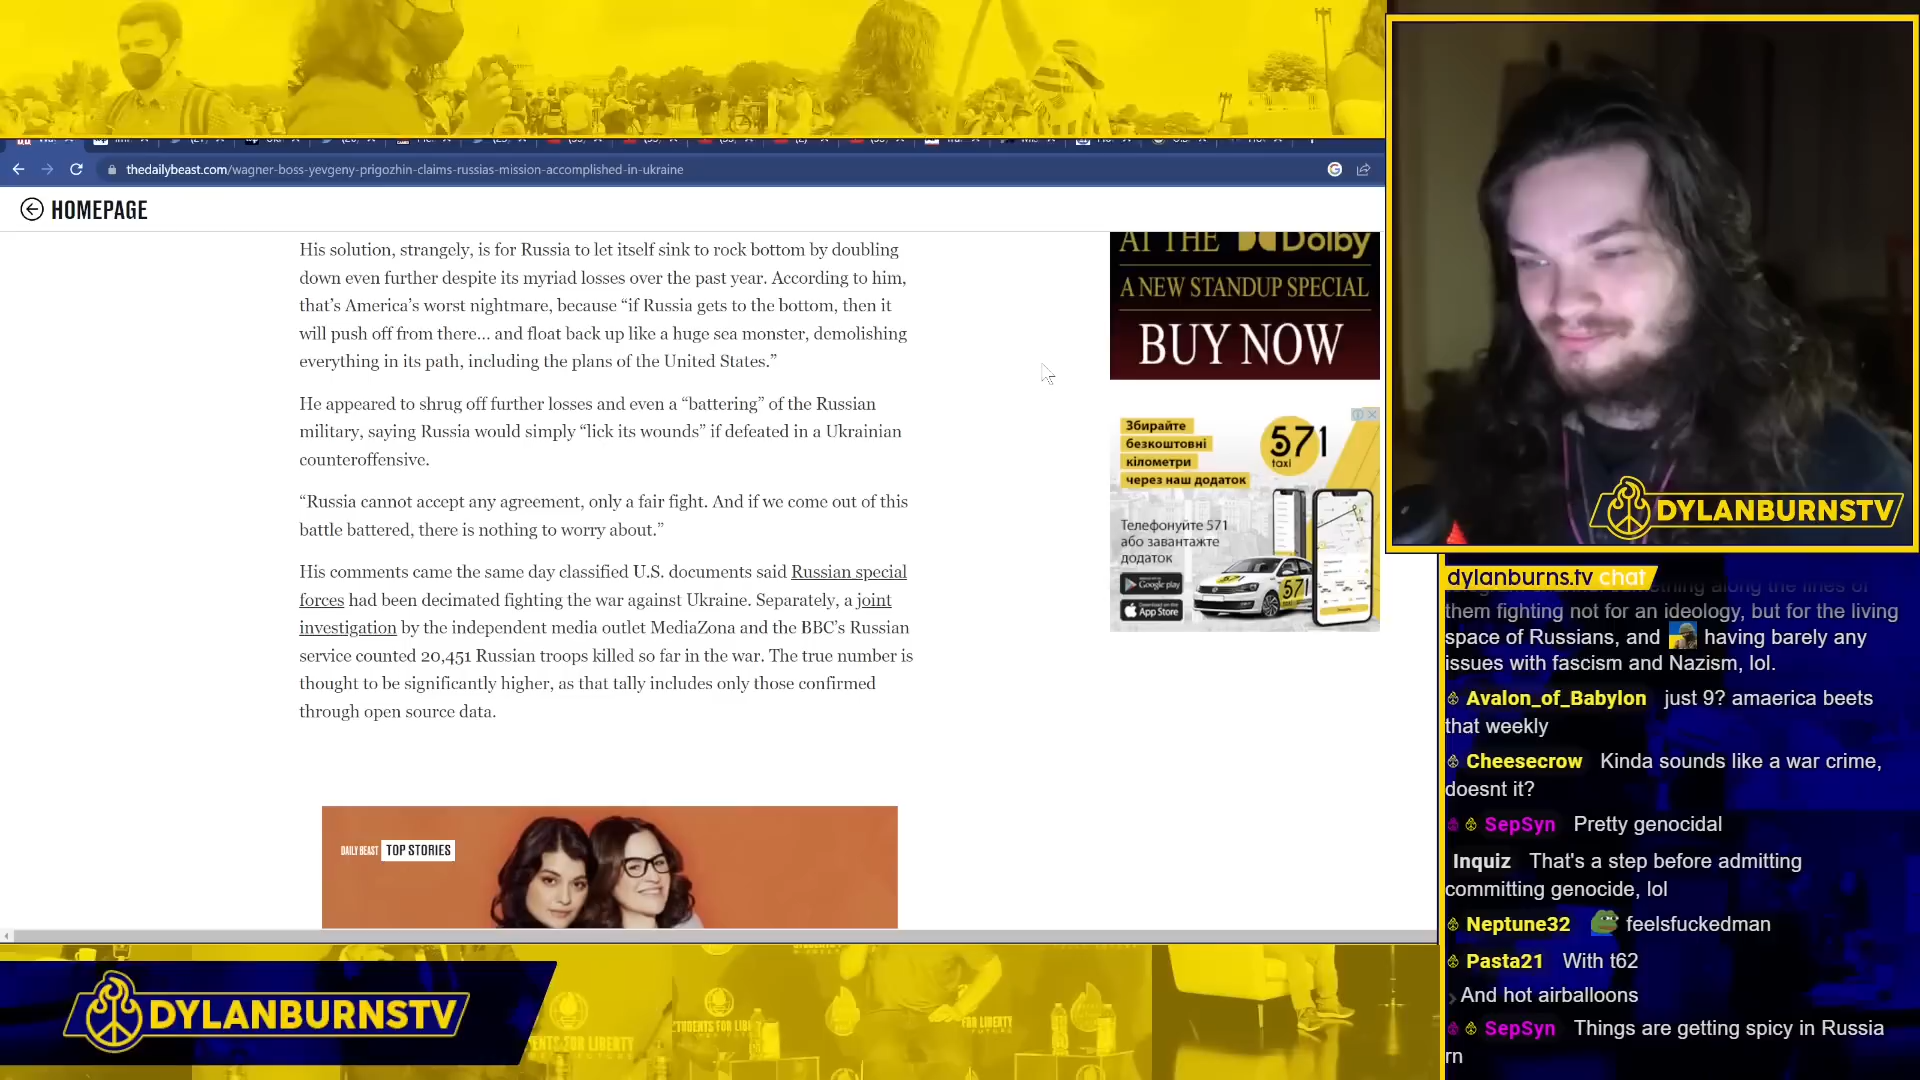 thedailybeast.com/wagner-boss-yevgeny-prigozhin-claims-russias-mission-accomplished-in-ukraine
HOMEPAGE
His solution, strangely, is for Russia to let itself sink to rock bottom by doubling
down even further despite its myriad losses over the past year. According to him,
that's America's worst nightmare, because “if Russia gets to the bottom, then it
will push off from there... and float back up like a huge sea monster, demolishing
everything in its path, including the plans of the United States.”
He appeared to shrug off further losses and even a “battering” of the Russian
military, saying Russia would simply “lick its wounds” if defeated in a Ukrainian
counteroffensive.
“Russia cannot accept any agreement, only a fair fight. And if we come out of this
battle battered, there is nothing to worry about.”
His comments came the same day classified U.S. documents said Russian special
forces had been decimated fighting the war against Ukraine. Separately, a joint
investigation by the independent media outlet MediaZona and the BBC's Russian
service counted 20,451 Russian troops killed so far in the war. The true number is
thought to be significantly higher, as that tally includes only those confirmed
through open source data.
DAILY BEAST TOP STORIES
AT THE Dolby
A NEW STANDUP SPECIAL
BUY NOW
Збирайте
безкоштовні
кілометри
через наш додаток
571
taxi
Телефонуйте 571
або завантажте
додаток
Google play
App Store
571
DYLANBURNSTV
dylanburns.tv chat
something along the lines of
them fighting not for an ideology, but for the living
space of Russians, and having barely any
issues with fascism and Nazism, lol.
Avalon_of_Babylon just 9? amaerica beets
that weekly
Cheesecrow Kinda sounds like a war crime,
doesnt it?
SepSyn Pretty genocidal
Inquiz That's a step before admitting
committing genocide, lol
Neptune32 feelsfuckedman
Pasta21 With t62
And hot airballoons
SepSyn Things are getting spicy in Russia
rn
DYLANBURNSTV